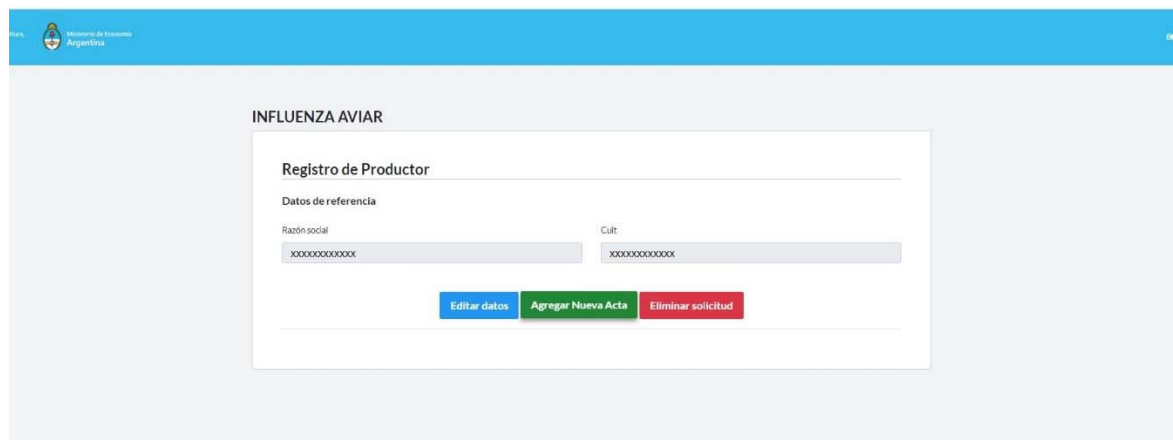 Ministerio de Economía
Argentina
INFLUENZA AVIAR
Registro de Productor
Datos de referencia
Razón social
Cuit
xxxxxxxxxxxx
xxxxxxxxxxxx
Editar datos
Agregar Nueva Acta
Eliminar solicitud